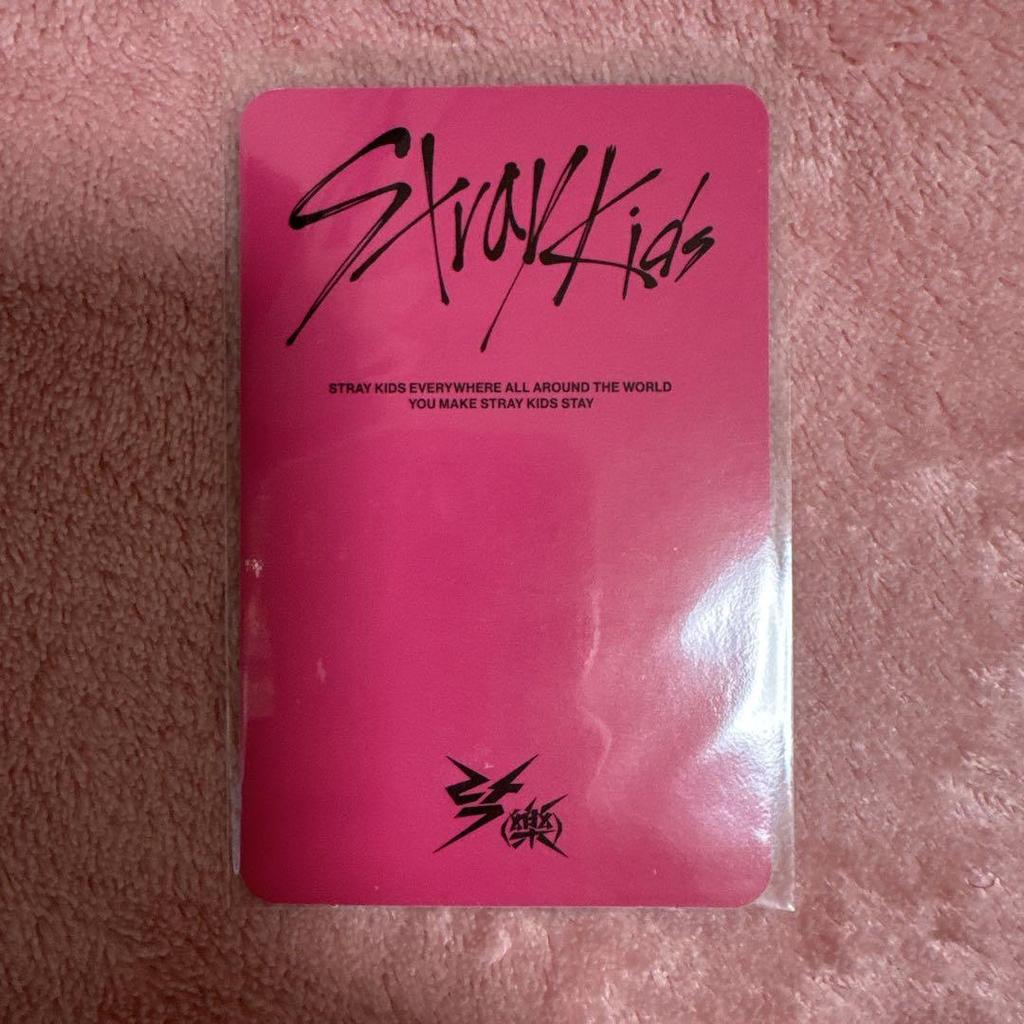 Stray Kids
STRAY KIDS EVERYWHERE ALL AROUND THE WORLD
YOU MAKE STRAY KIDS STAY
락
(樂)